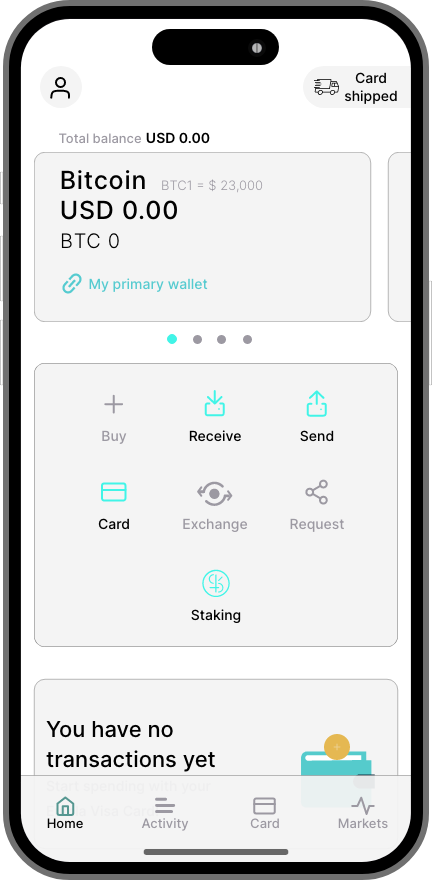 Card
shipped
Total balance USD 0.00
Bitcoin BTC1 = $ 23,000
USD 0.00
BTC 0
My primary wallet
Buy Receive Send
Card Exchange Request
Staking
You have no
transactions yet
Start spending with your
Visa Card
Home Activity Card Markets